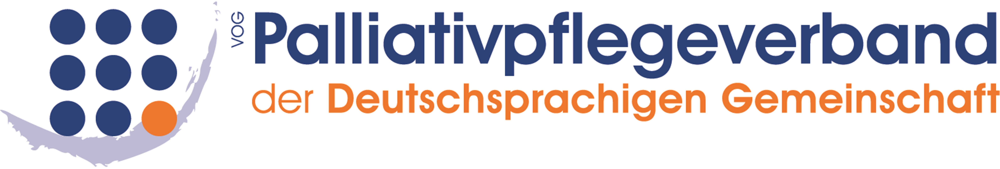 VOG
Palliativpflegeverband
der Deutschsprachigen Gemeinschaft